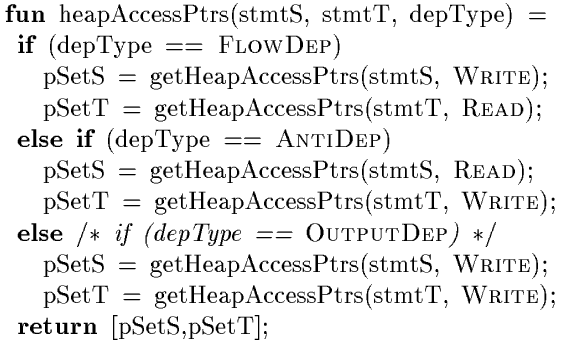 fun heapAccessPtrs(stmtS, stmtT, depType) =
if (depType == FLOWDEP)
pSetS = getHeapAccessPtrs(stmtS, WRITE);
pSetT = getHeapAccessPtrs(stmtT, READ);
else if (depType == ANTIDEP)
pSetS = getHeapAccessPtrs(stmtS, READ);
pSetT = getHeapAccessPtrs(stmtT, WRITE);
else /* if (depType == OUTPUTDEP) */
pSetS = getHeapAccessPtrs(stmtS, WRITE);
pSetT = getHeapAccessPtrs(stmtT, WRITE);
return [pSetS,pSetT];